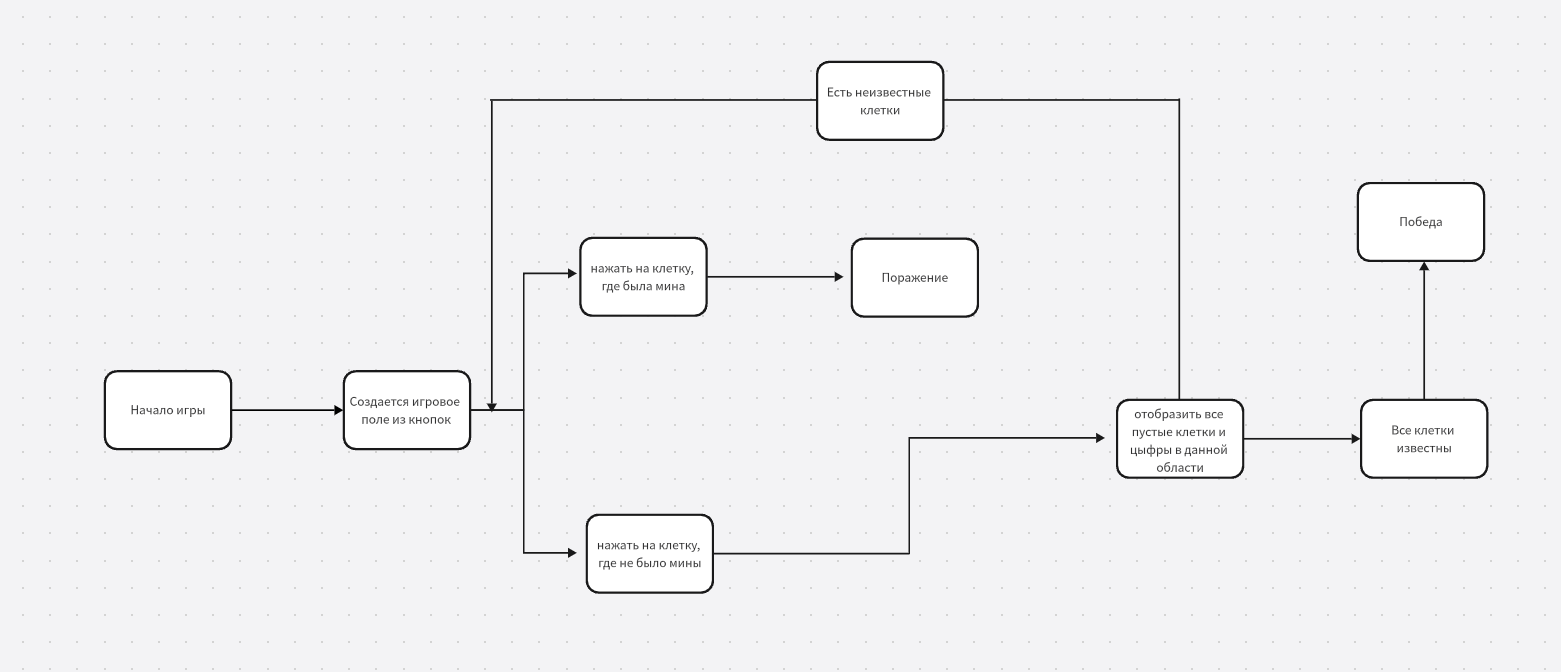 Есть неизвестные
клетки
Победа
нажать на клетку,
где была мина
Поражение
Начало игры
Создается игровое
поле из кнопок
отобразить все
пустые клетки и
цыфры в данной
области
Все клетки
известны
нажать на клетку,
где не было мины